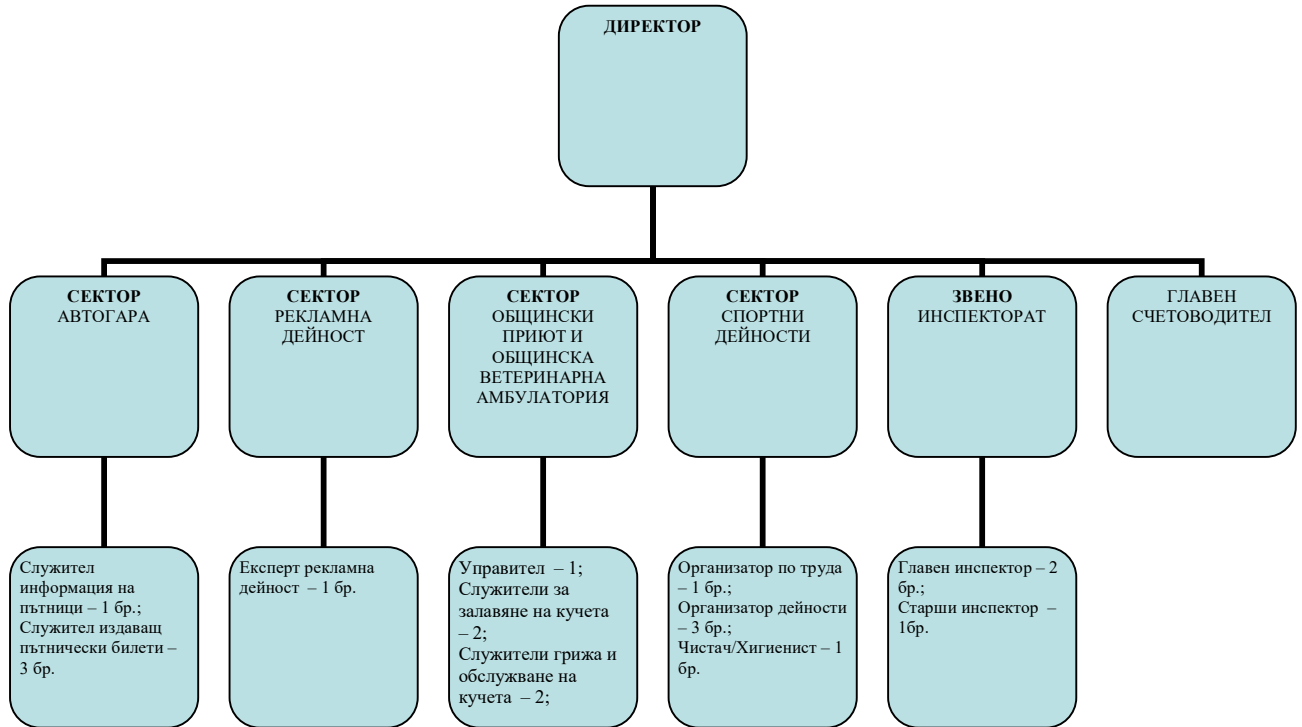 ДИРЕКТОР
СЕКТОР
АВТОГАРА
СЕКТОР
РЕКЛАМНА
ДЕЙНОСТ
СЕКТОР
ОБЩИНСКИ
ПРИЮТ И
ОБЩИНСКА
ВЕТЕРИНАРНА
АМБУЛАТОРИЯ
СЕКТОР
СПОРТНИ
ДЕЙНОСТИ
ЗВЕНО
ИНСПЕКТОРАТ
ГЛАВЕН
СЧЕТОВОДИТЕЛ
Служител
информация на
пътници – 1 бр.;
Служител издаващ
пътнически билети –
3 бр.
Експерт рекламна
дейност – 1 бр.
Управител – 1;
Служители за
залавяне на кучета
– 2;
Служители грижа и
обслужване на
кучета – 2;
Организатор по труда
– 1 бр.;
Организатор дейности
– 3 бр.;
Чистач/Хигиенист – 1
бр.
Главен инспектор – 2
бр.;
Старши инспектор –
1бр.